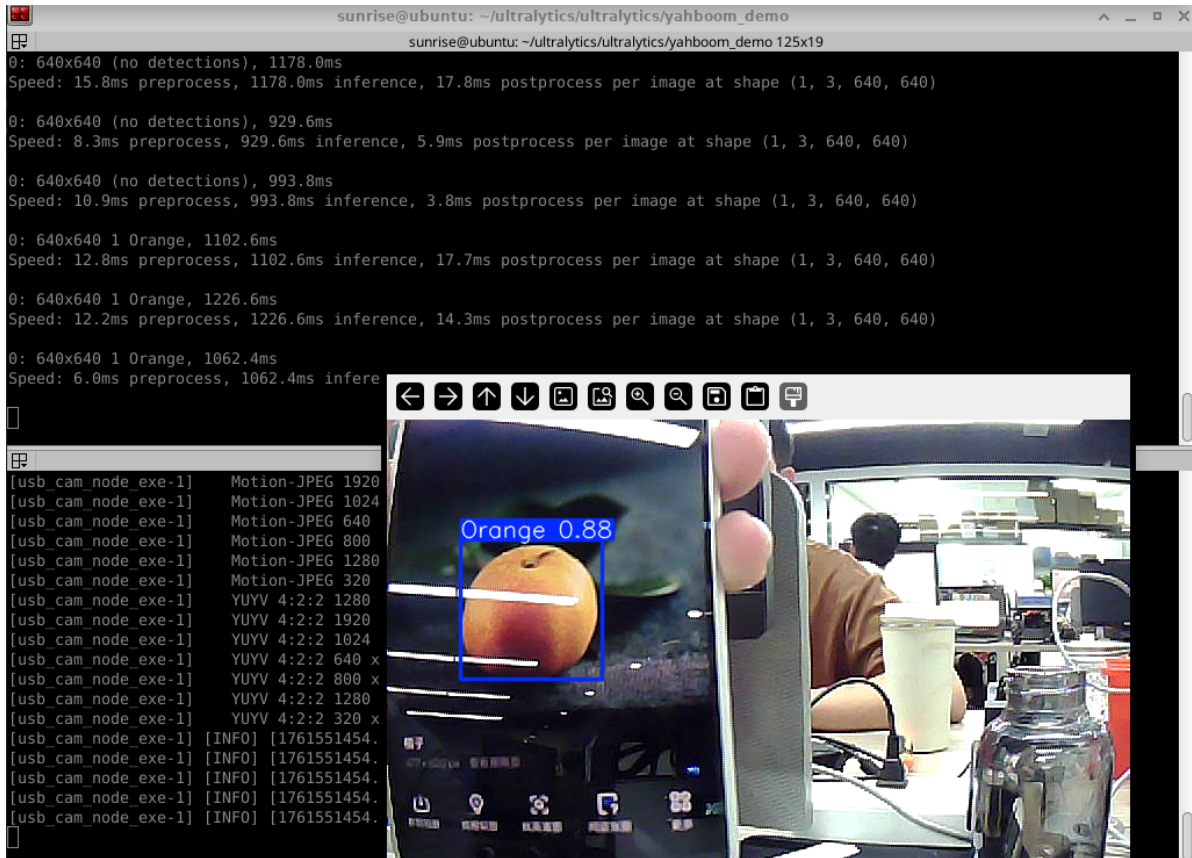 sunrise@ubuntu: ~/ultralytics/ultralytics/yahboom_demo
sunrise@ubuntu: ~/ultralytics/ultralytics/yahboom_demo 125x19
0: 640x640 (no detections), 1178.0ms
Speed: 15.8ms preprocess, 1178.0ms inference, 17.8ms postprocess per image at shape (1, 3, 640, 640)
0: 640x640 (no detections), 929.6ms
Speed: 8.3ms preprocess, 929.6ms inference, 5.9ms postprocess per image at shape (1, 3, 640, 640)
0: 640x640 (no detections), 993.8ms
Speed: 10.9ms preprocess, 993.8ms inference, 3.8ms postprocess per image at shape (1, 3, 640, 640)
0: 640x640 1 Orange, 1102.6ms
Speed: 12.8ms preprocess, 1102.6ms inference, 17.7ms postprocess per image at shape (1, 3, 640, 640)
0: 640x640 1 Orange, 1226.6ms
Speed: 12.2ms preprocess, 1226.6ms inference, 14.3ms postprocess per image at shape (1, 3, 640, 640)
0: 640x640 1 Orange, 1062.4ms
Speed: 6.0ms preprocess, 1062.4ms infere
[usb_cam_node_exe-1] Motion-JPEG 1920
[usb_cam_node_exe-1] Motion-JPEG 1024
[usb_cam_node_exe-1] Motion-JPEG 640
[usb_cam_node_exe-1] Motion-JPEG 800
[usb_cam_node_exe-1] Motion-JPEG 1280
[usb_cam_node_exe-1] Motion-JPEG 320
[usb_cam_node_exe-1] YUYV 4:2:2 1280
[usb_cam_node_exe-1] YUYV 4:2:2 1920
[usb_cam_node_exe-1] YUYV 4:2:2 1024
[usb_cam_node_exe-1] YUYV 4:2:2 640 x
[usb_cam_node_exe-1] YUYV 4:2:2 800 x
[usb_cam_node_exe-1] YUYV 4:2:2 1280
[usb_cam_node_exe-1] YUYV 4:2:2 320 x
[usb_cam_node_exe-1] [INFO] [1761551454.
[usb_cam_node_exe-1] [INFO] [1761551454.
[usb_cam_node_exe-1] [INFO] [1761551454.
[usb_cam_node_exe-1] [INFO] [1761551454.
[usb_cam_node_exe-1] [INFO] [1761551454.
Orange 0.88